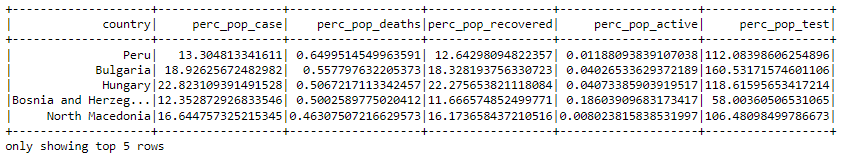 +--------------------+------------------+-------------------+------------------+--------------------+------------------+
|             country|     perc_pop_case|    perc_pop_deaths|perc_pop_recovered|     perc_pop_active|     perc_pop_test|
+--------------------+------------------+-------------------+------------------+--------------------+------------------+
|                Peru|   13.304813341611| 0.6499514549963591| 12.64298094822357| 0.01188093839107038|112.08398606254896|
|            Bulgaria| 18.92625672482982|  0.557797632205373|18.328193756330723| 0.04026533629372189|160.53171574601106|
|             Hungary|22.823109391491528| 0.5067217113342457|22.275653821118084| 0.04073385903919517|118.61595653417214|
|Bosnia and Herzeg...|12.352872926833546| 0.5002589775020412|11.666574852499771| 0.18603909683173417| 58.00360506531065|
|     North Macedonia|16.644757325215345|0.46307507216629573|16.173658437210516|0.008023815838531997|106.48098499786673|
+--------------------+------------------+-------------------+------------------+--------------------+------------------+
only showing top 5 rows